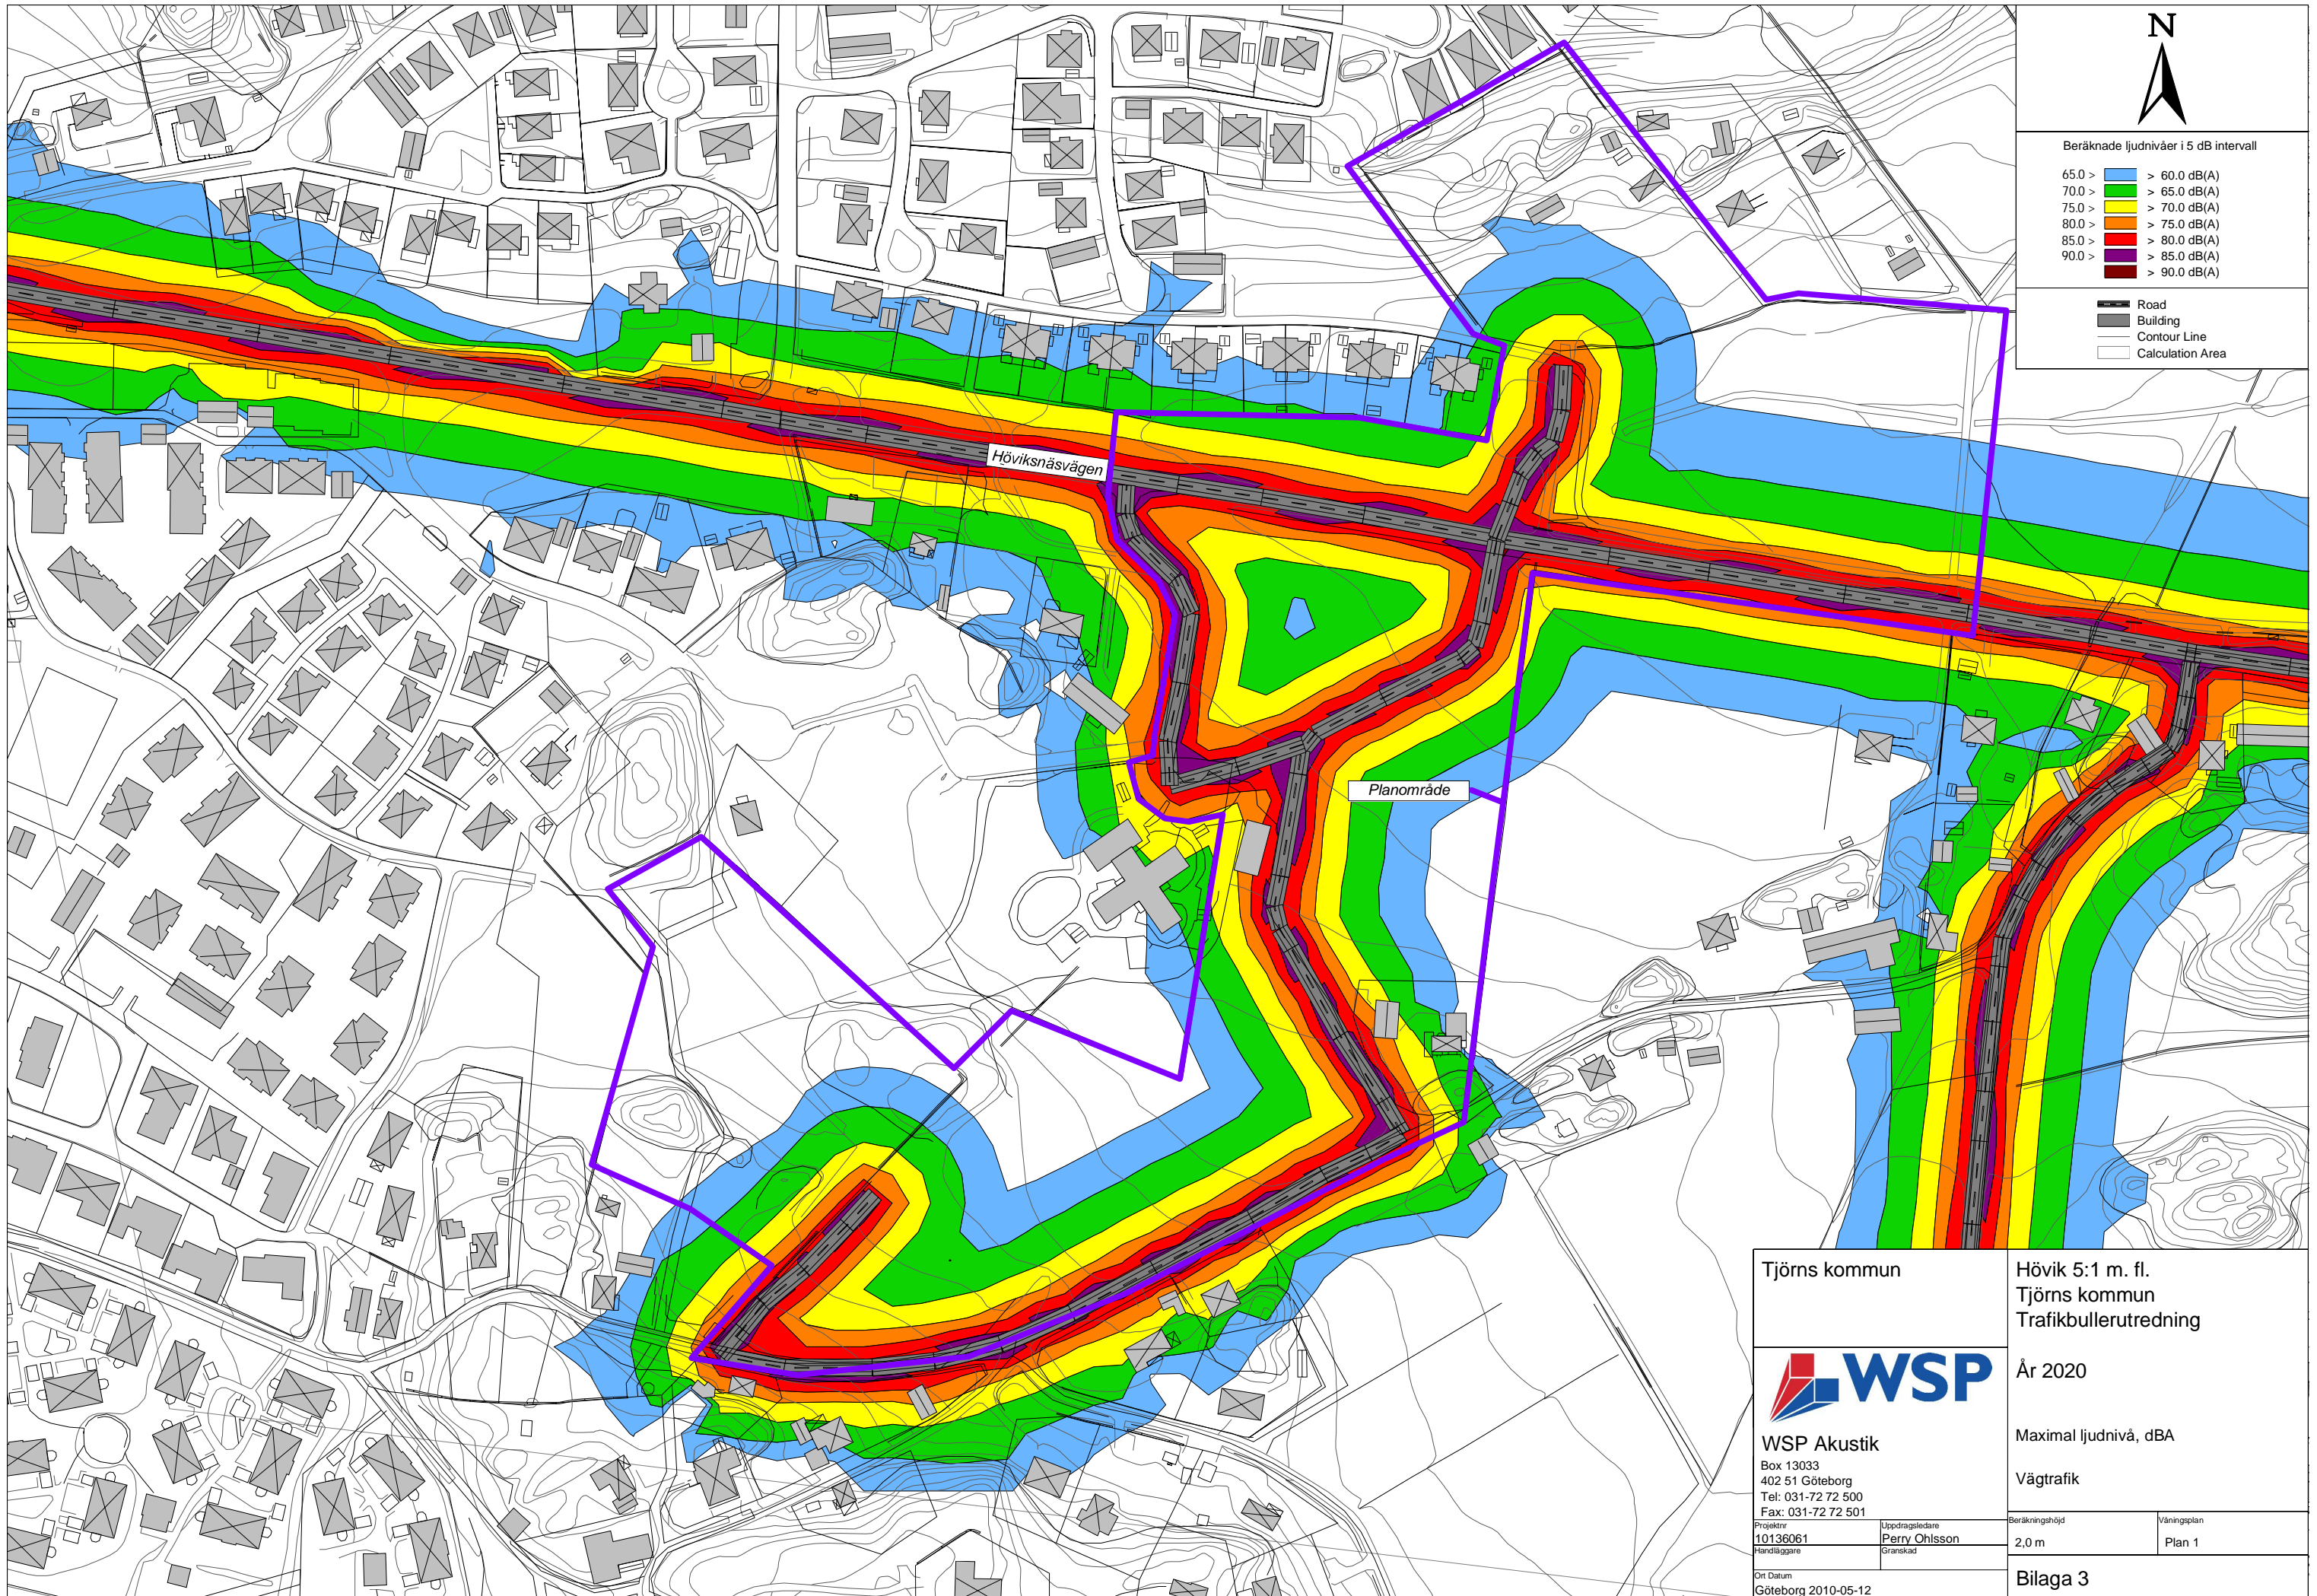 N
Beräknade ljudnivåer i 5 dB intervall
65.0 > > 60.0 dB(A)
70.0 > > 65.0 dB(A)
75.0 > > 70.0 dB(A)
80.0 > > 75.0 dB(A)
85.0 > > 80.0 dB(A)
90.0 > > 85.0 dB(A)
> 90.0 dB(A)
Road
Building
Contour Line
Calculation Area
Höviksnäsvägen
Planområde
Tjörns kommun
WSP
WSP Akustik
Box 13033
402 51 Göteborg
Tel: 031-72 72 500
Fax: 031-72 72 501
Projektnr
10136061
Uppdragsledare
Perry Ohlsson
Handläggare
Granskad
Ort Datum
Göteborg 2010-05-12
Hövik 5:1 m. fl.
Tjörns kommun
Trafikbullerutredning
År 2020
Maximal ljudnivå, dBA
Vägtrafik
Beräkningshöjd
2,0 m
Våningsplan
Plan 1
Bilaga 3